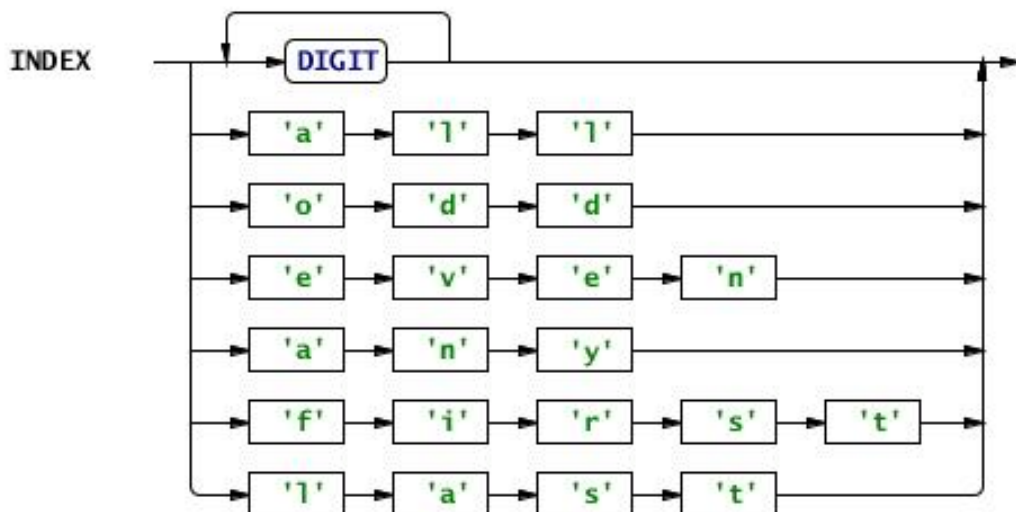 INDEX DIGIT
'a' 'l' 'l'
'o' 'd' 'd'
'e' 'v' 'e' 'n'
'a' 'n' 'y'
'f' 'i' 'r' 's' 't'
'l' 'a' 's' 't'